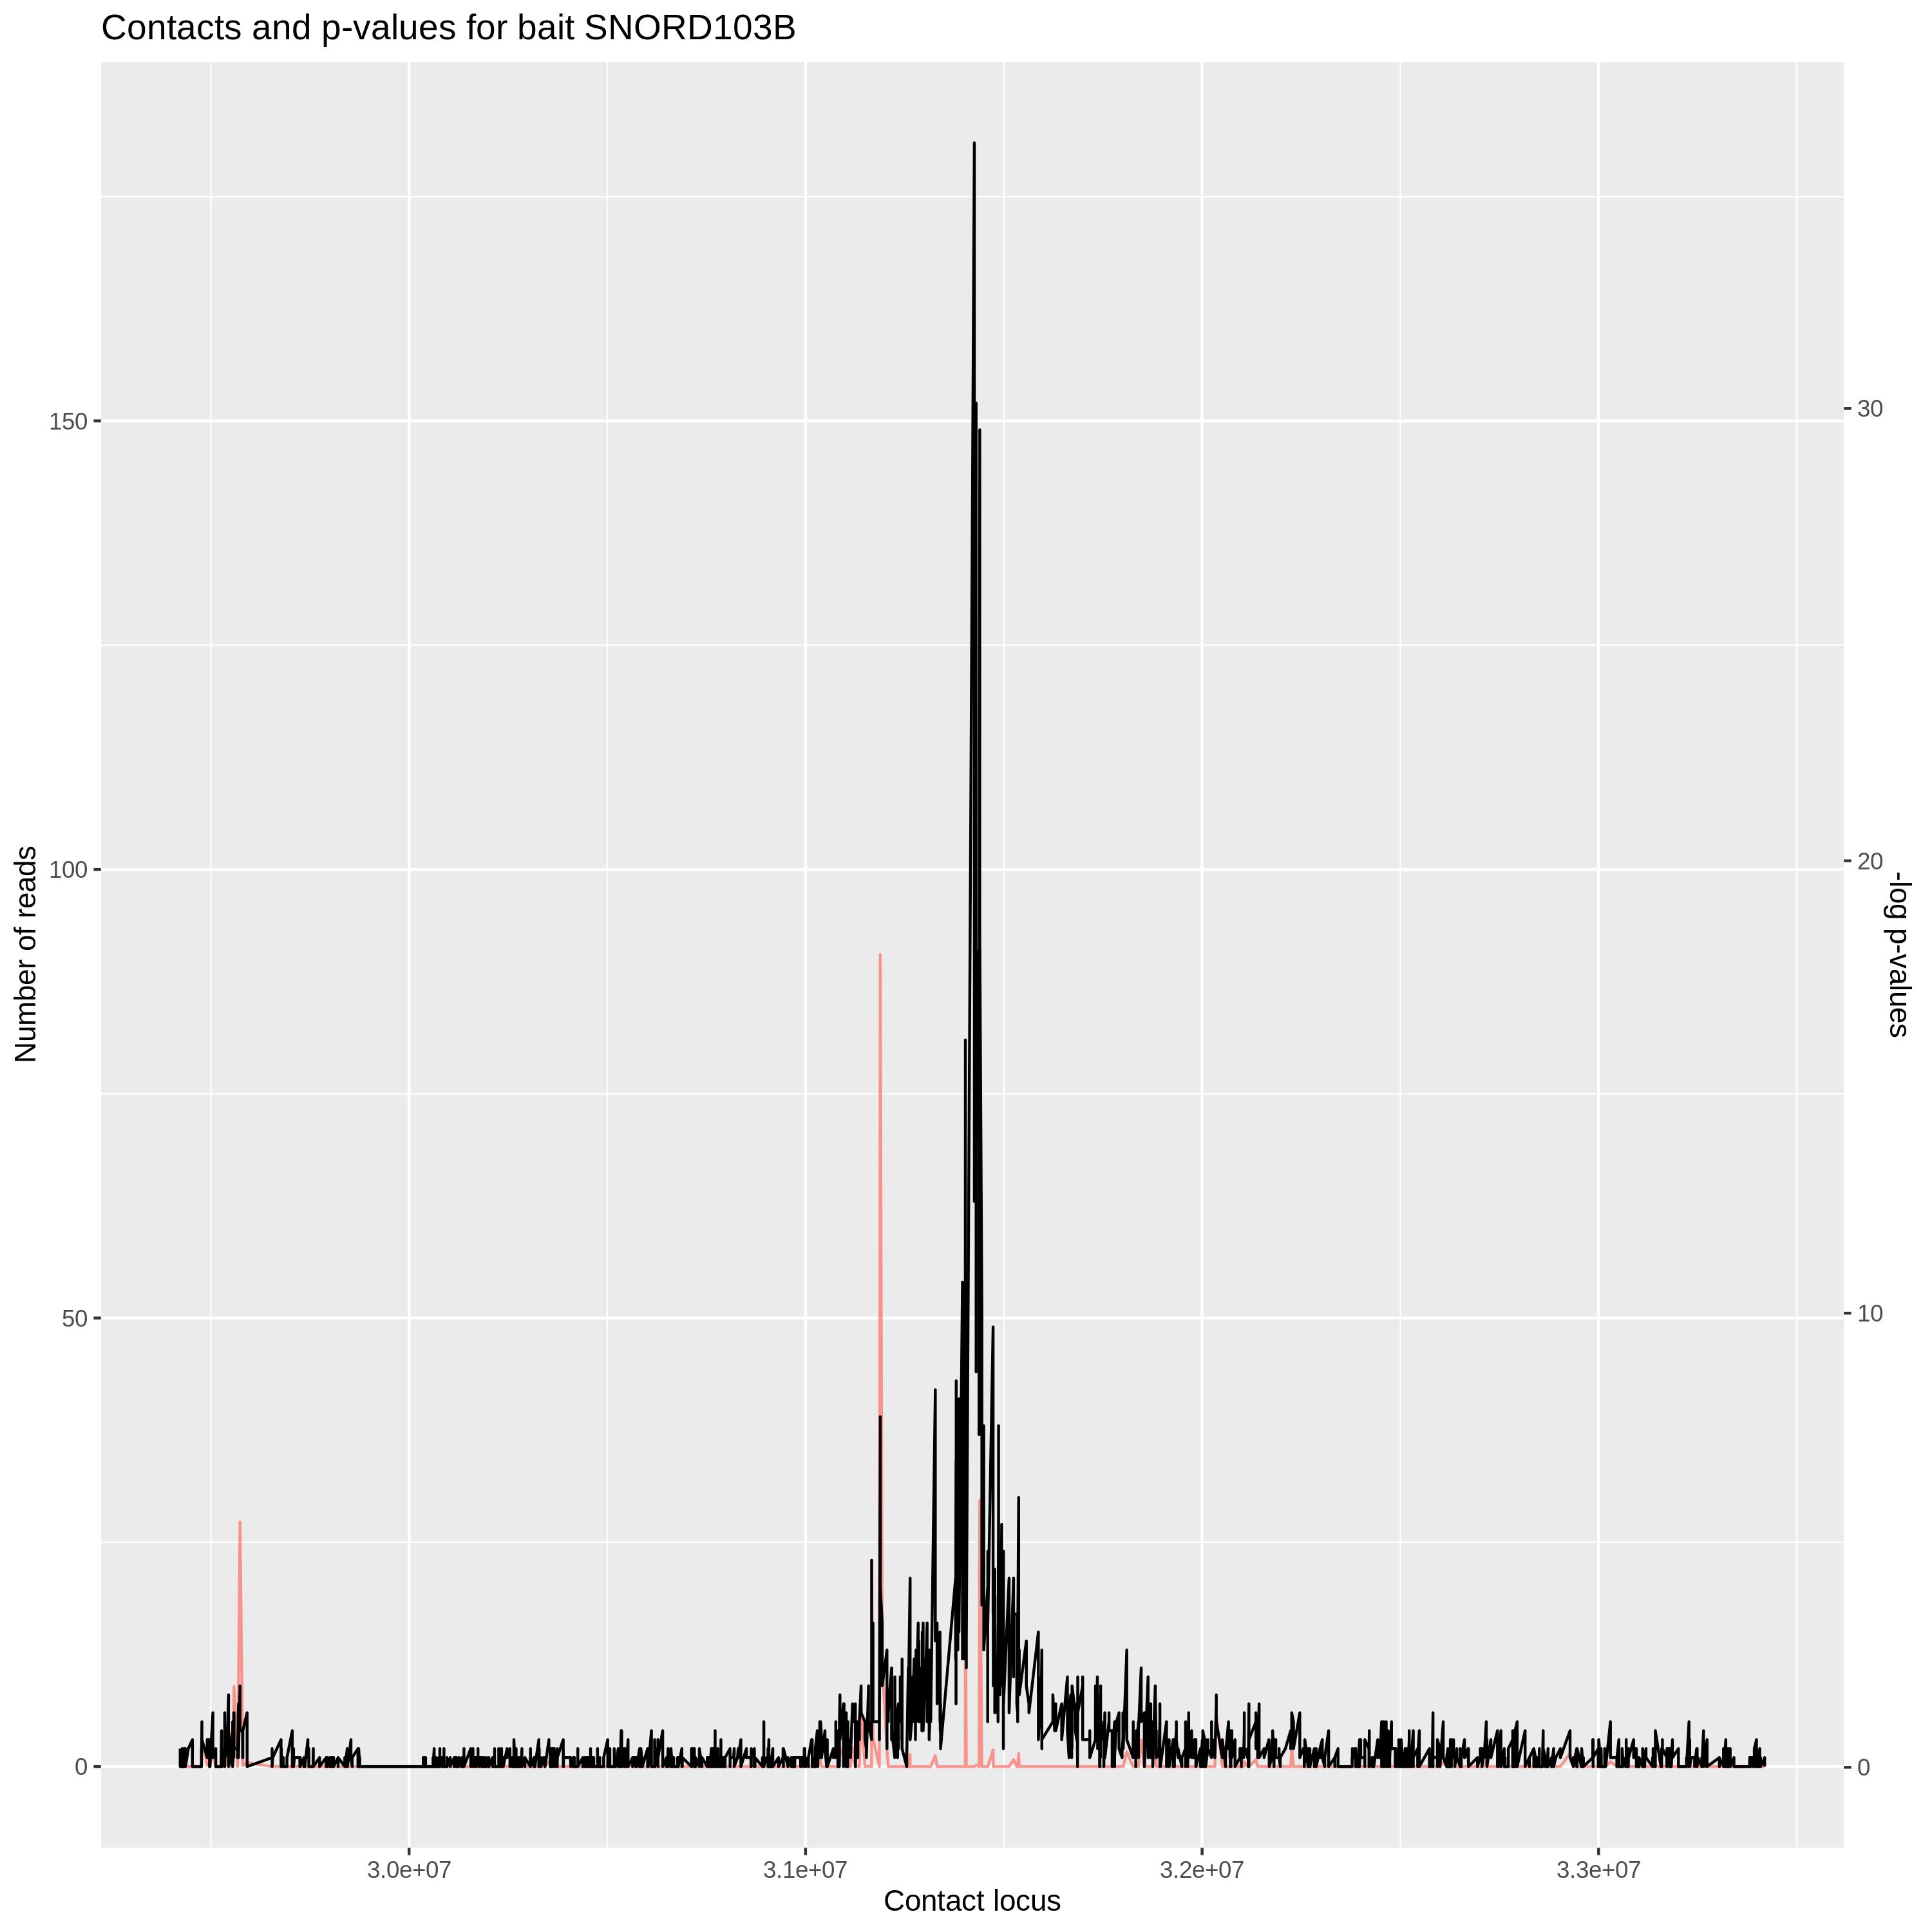 Contacts and p-values for bait SNORD103B
150
100
50
0
Number of reads
30
20
10
0
-log p-values
3.0e+07 3.1e+07 3.2e+07 3.3e+07
Contact locus